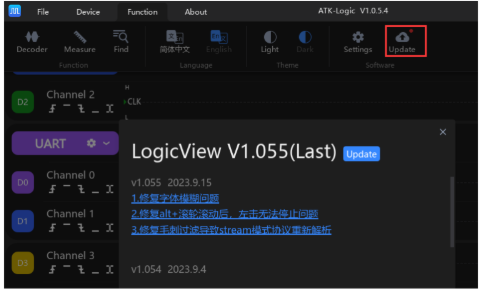 File Device Function About ATK-Logic V1.0.5.4
Decoder Measure Find 简体中文 English Light Dark Settings Update
Function Language Theme Software
H
D2 Channel 2 CLK
L
UART
LogicView V1.055(Last) Update
D0 Channel 0
v1.055 2023.9.15
1.修复字体模糊问题
D1 Channel 1
2.修复alt+滚轮滚动后，左击无法停止问题
3.修复毛刺过滤导致stream模式协议重新解析
D3 Channel 3
v1.054 2023.9.4